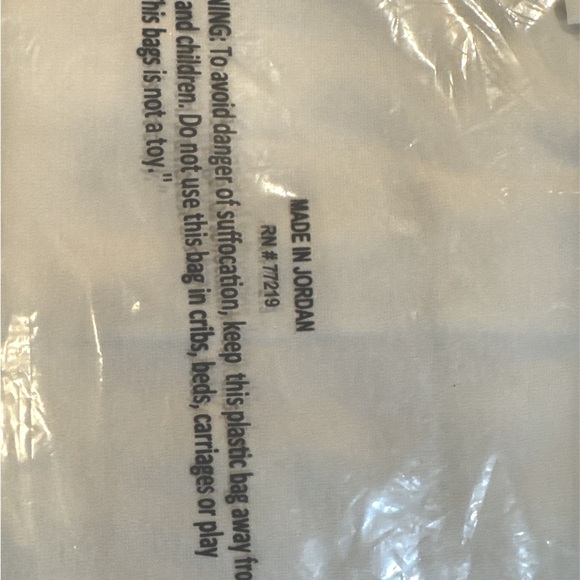 MADE IN JORDAN
RN # 77219
NING: To avoid danger of suffocation, keep this plastic bag away fro
and children. Do not use this bag in cribs, beds, carriages or play
his bags is not a toy."